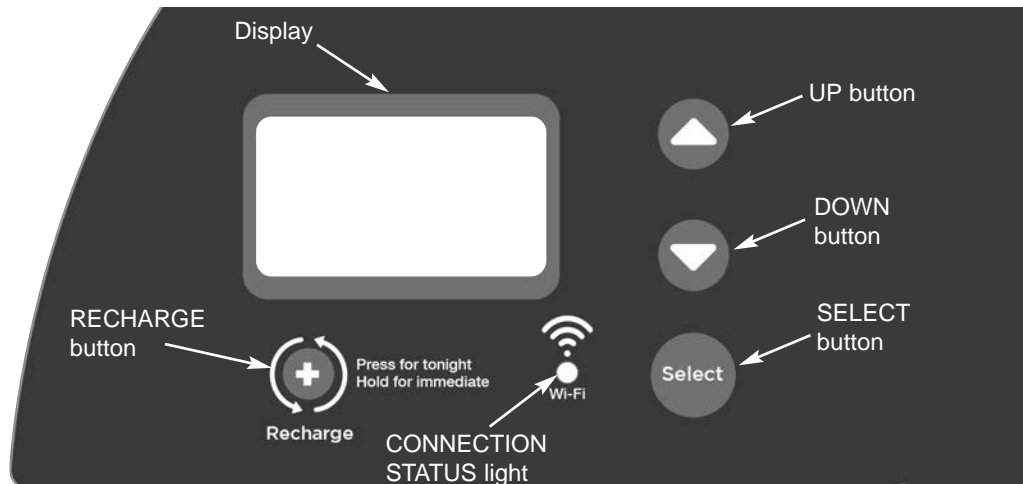 Display
UP button
DOWN
button
RECHARGE
button
SELECT
button
Press for tonight
Hold for immediate
Wi-Fi
Select
Recharge
CONNECTION
STATUS light